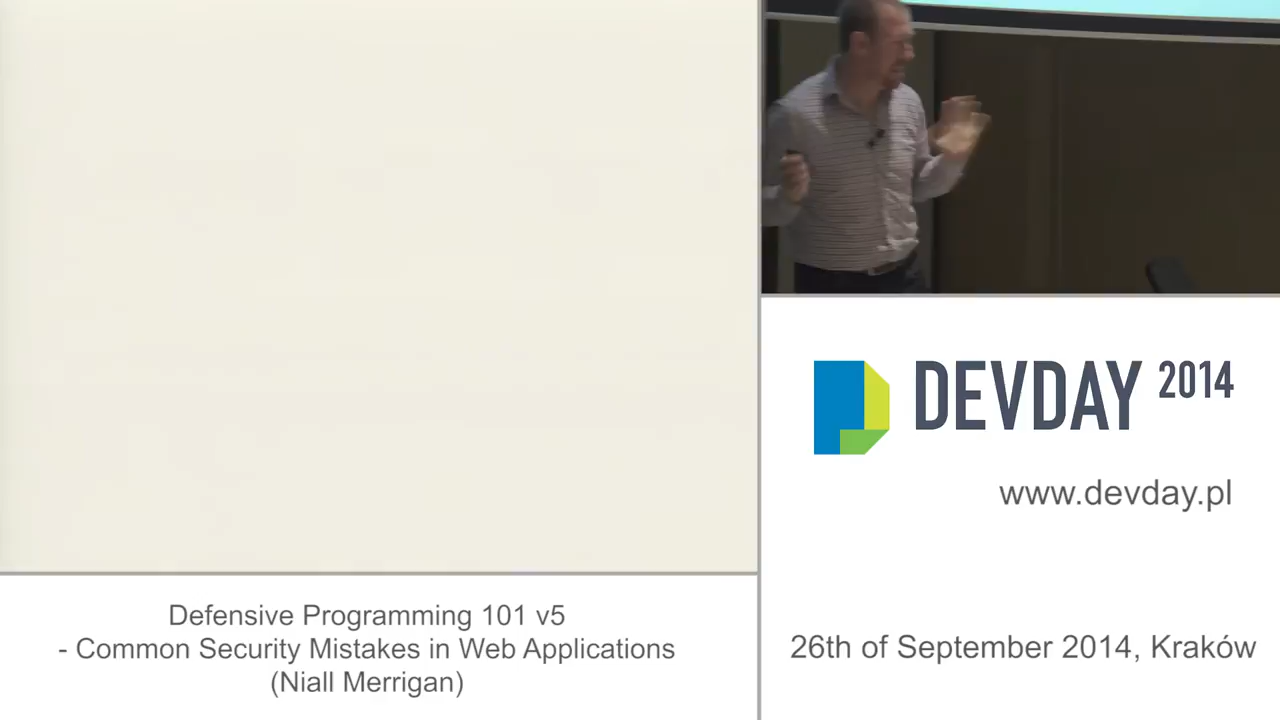 DEVDAY 2014
www.devday.pl
Defensive Programming 101 v5
- Common Security Mistakes in Web Applications
(Niall Merrigan)
26th of September 2014, Kraków